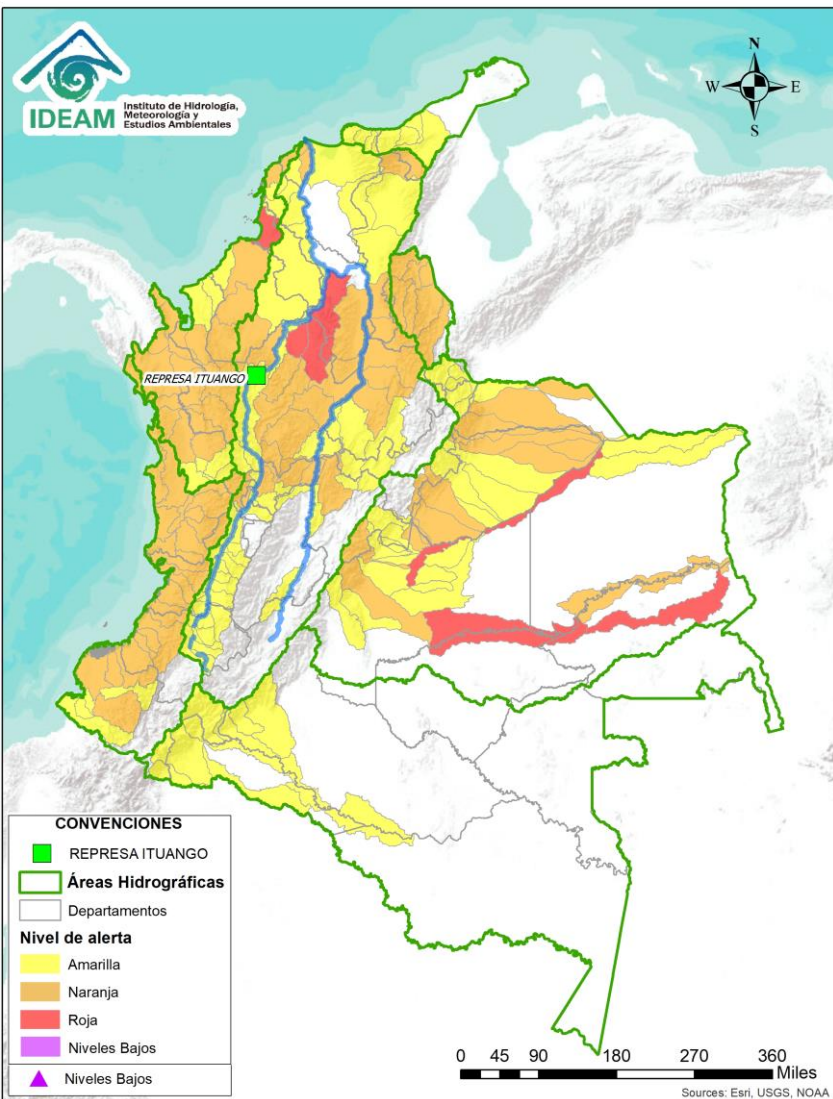 IDEAM
Instituto de Hidrología,
Meteorología y
Estudios Ambientales
N
W
E
S
REPRESA ITUANGO
CONVENCIONES
REPRESA ITUANGO
Áreas Hidrográficas
Departamentos
Nivel de alerta
Amarilla
Naranja
Roja
Niveles Bajos
Niveles Bajos
0 45 90 180 270 360
Miles
Sources: Esri, USGS, NOAA